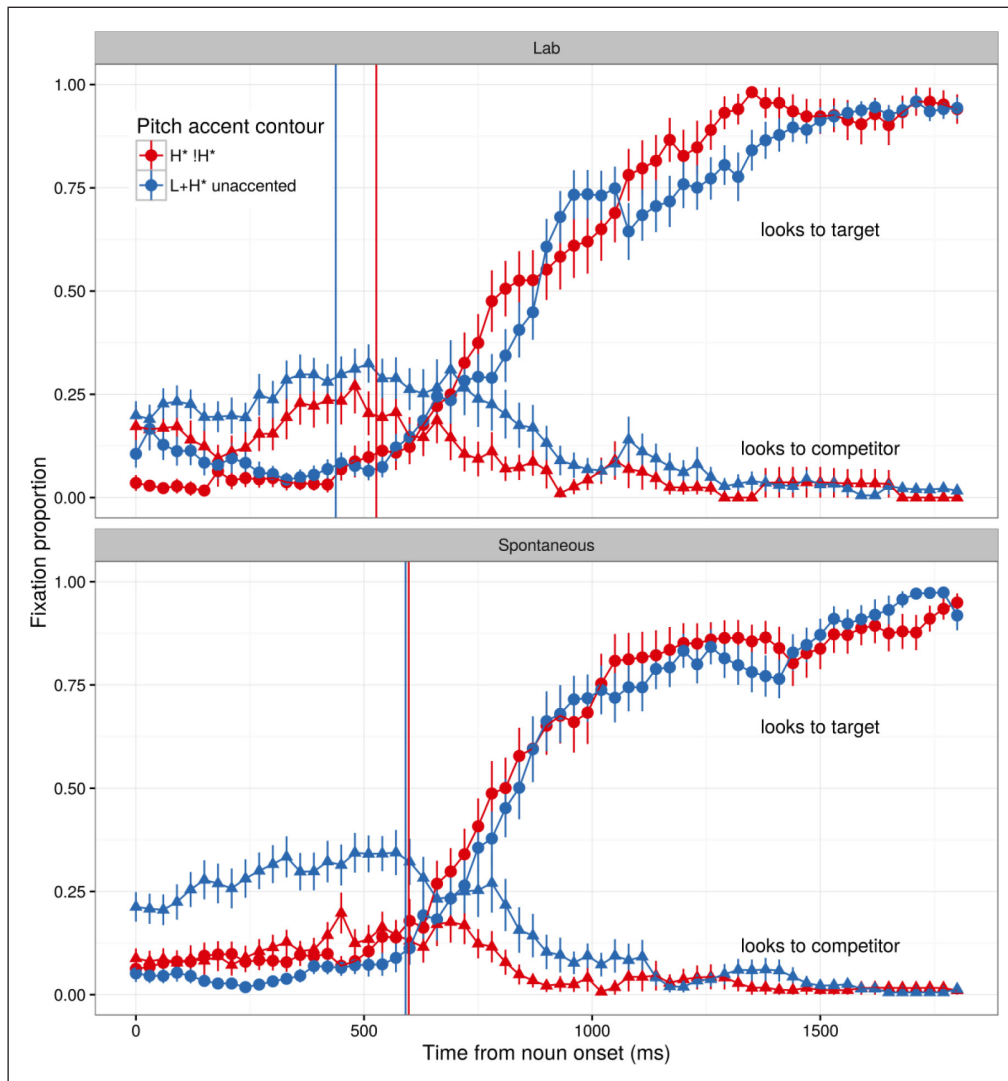 Lab
1.00
Pitch accent contour
H* !H*
L+H* unaccented
0.75
looks to target
0.50
0.25
looks to competitor
0.00
Fixation proportion
Spontaneous
1.00
0.75
looks to target
0.50
0.25
looks to competitor
0.00
0 500 1000 1500
Time from noun onset (ms)